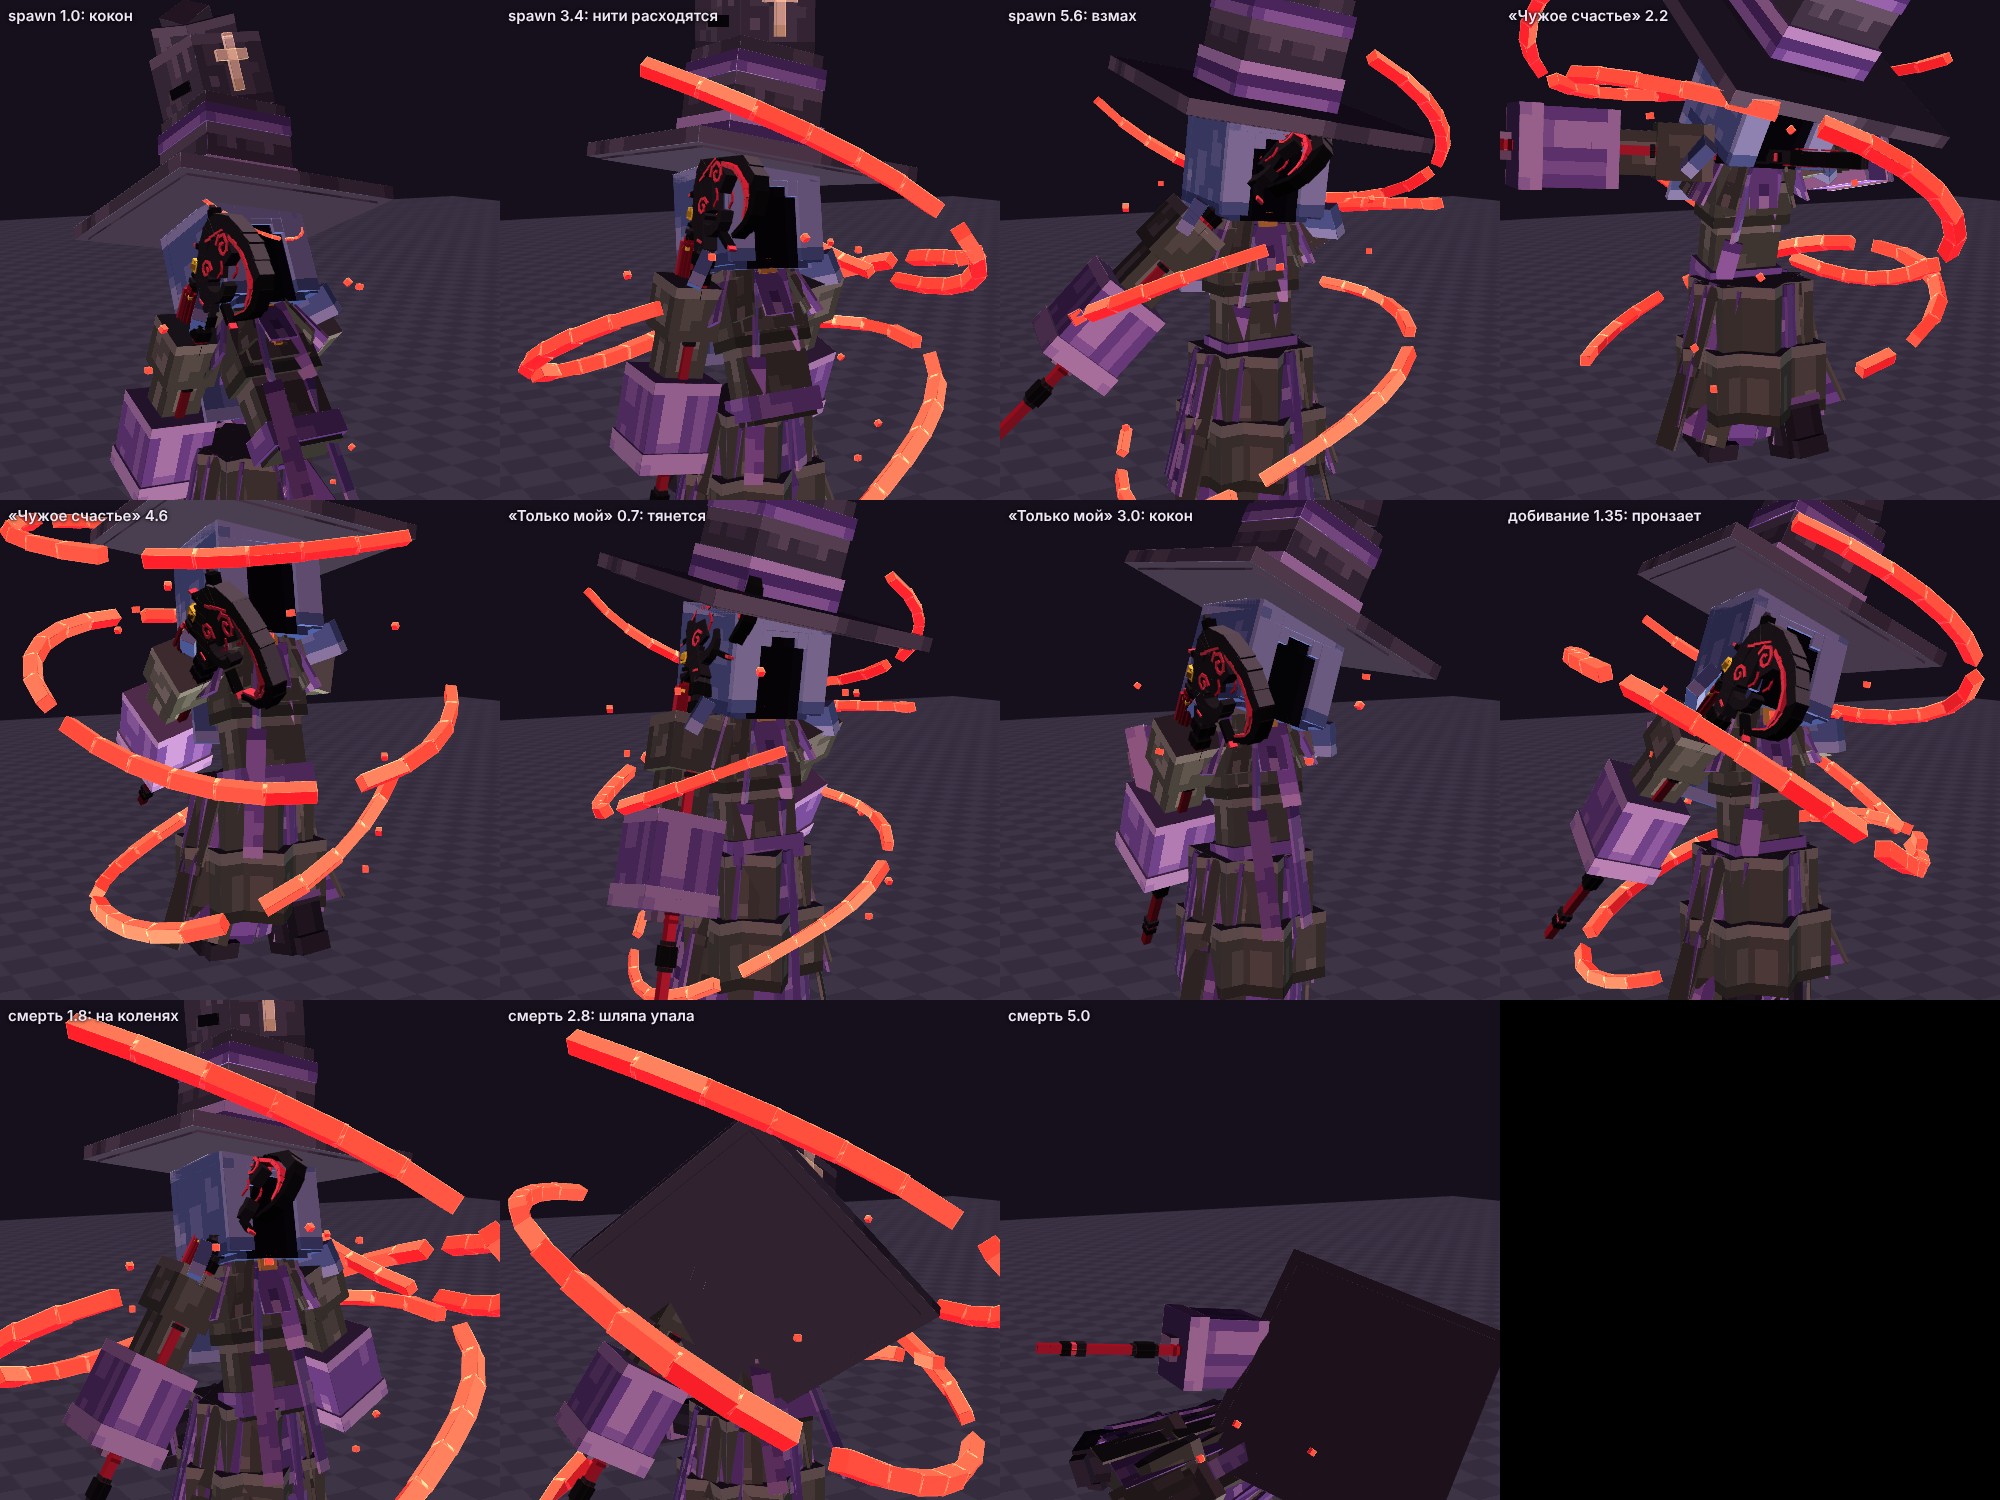 spawn 1.0: кокон
spawn 3.4: нити расходятся
spawn 5.6: взмах
«Чужое счастье» 2.2
«Чужое счастье» 4.6
«Только мой» 0.7: тянется
«Только мой» 3.0: кокон
добивание 1.35: пронзает
смерть 1.8: на коленях
смерть 2.8: шляпа упала
смерть 5.0